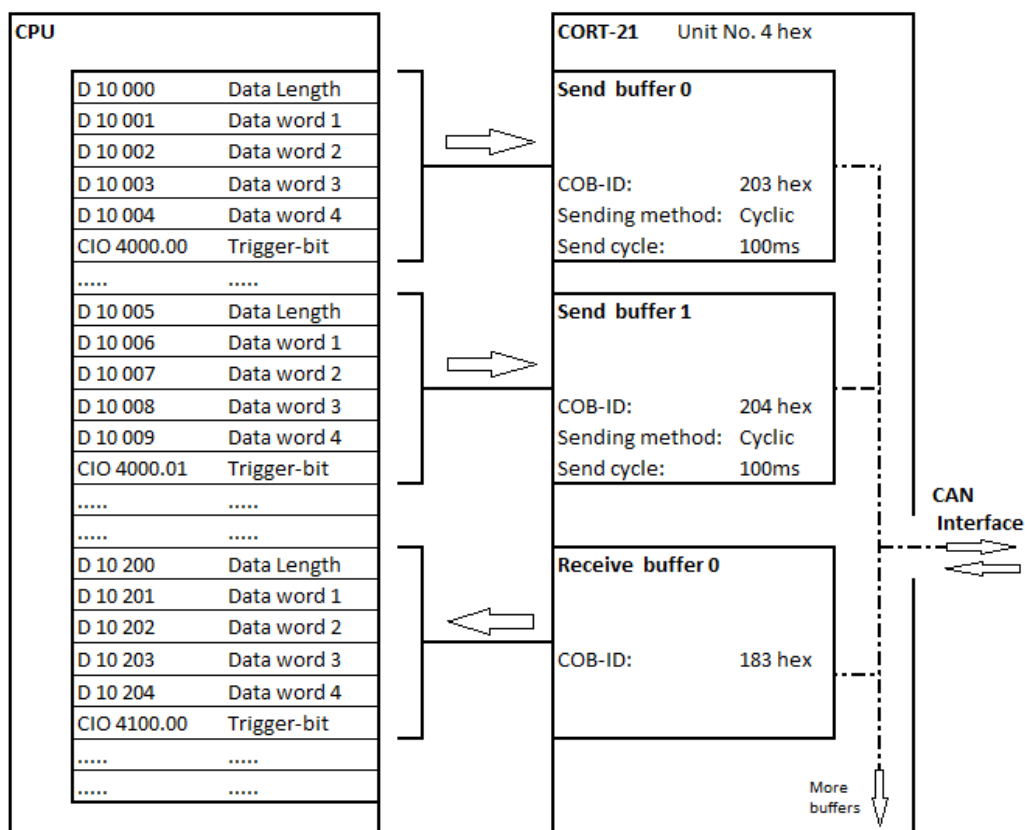 CPU
D 10 000 Data Length
D 10 001 Data word 1
D 10 002 Data word 2
D 10 003 Data word 3
D 10 004 Data word 4
CIO 4000.00 Trigger-bit
..... .....
D 10 005 Data Length
D 10 006 Data word 1
D 10 007 Data word 2
D 10 008 Data word 3
D 10 009 Data word 4
CIO 4000.01 Trigger-bit
..... .....
..... .....
D 10 200 Data Length
D 10 201 Data word 1
D 10 202 Data word 2
D 10 203 Data word 3
D 10 204 Data word 4
CIO 4100.00 Trigger-bit
..... .....
..... .....
CORT-21 Unit No. 4 hex
Send buffer 0
COB-ID: 203 hex
Sending method: Cyclic
Send cycle: 100ms
Send buffer 1
COB-ID: 204 hex
Sending method: Cyclic
Send cycle: 100ms
Receive buffer 0
COB-ID: 183 hex
More
buffers
CAN
Interface